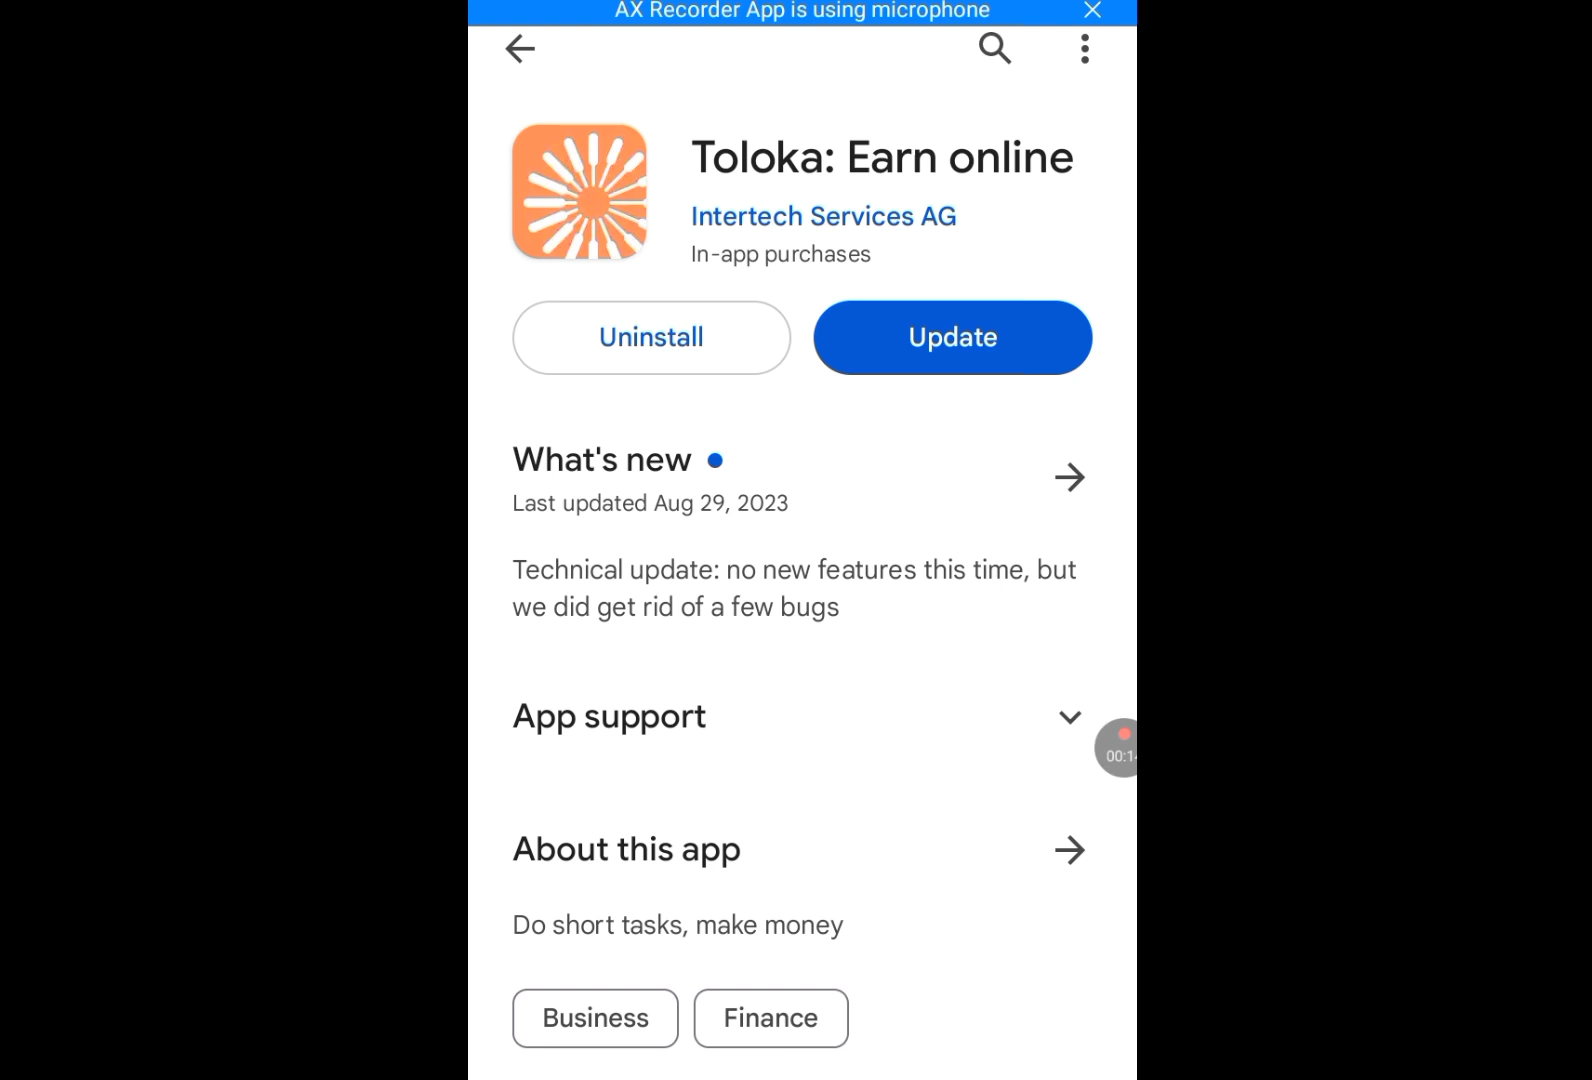 AX Recorder App is using microphone
Toloka: Earn online
Intertech Services AG
In-app purchases
Uninstall
Update
What's new
Last updated Aug 29, 2023
Technical update: no new features this time, but
we did get rid of a few bugs
App support
00:1
About this app
Do short tasks, make money
Business
Finance